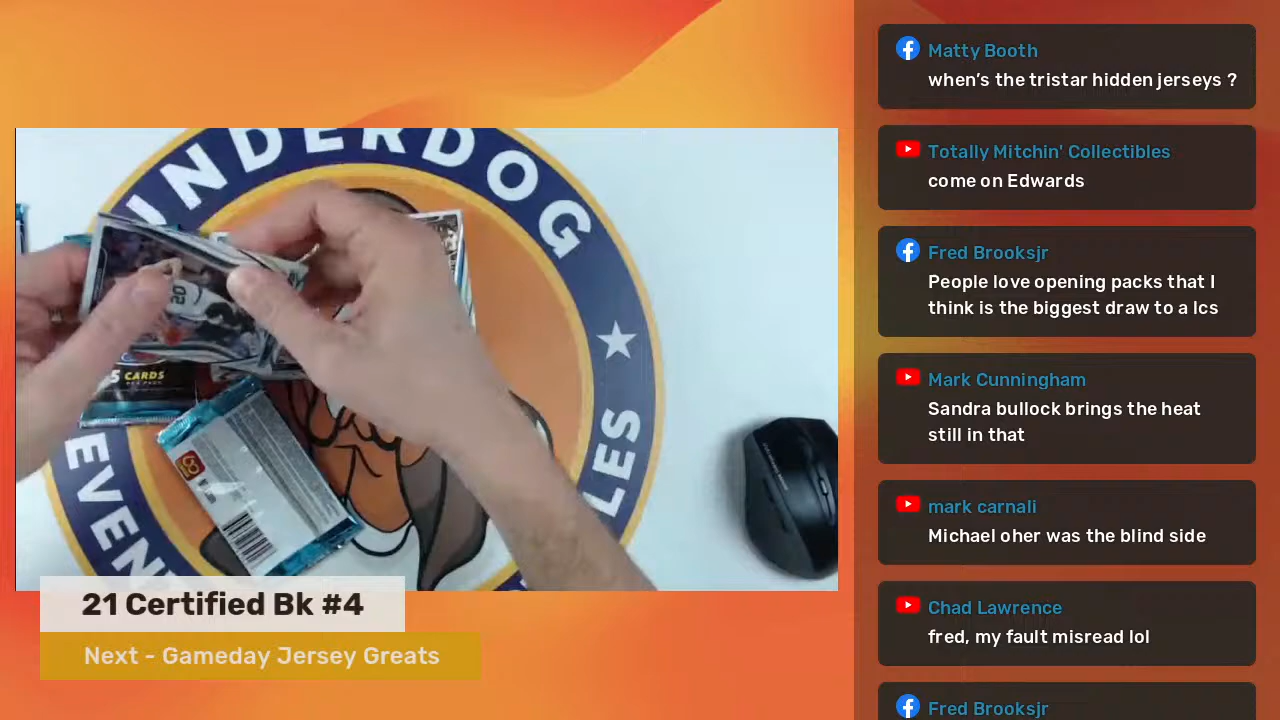 UNDERDOG
EVEN
LES
20
5 CARDS
21 Certified Bk #4
Next - Gameday Jersey Greats
Matty Booth
when's the tristar hidden jerseys ?
Totally Mitchin' Collectibles
come on Edwards
Fred Brooksjr
People love opening packs that I
think is the biggest draw to a lcs
Mark Cunningham
Sandra bullock brings the heat
still in that
mark carnali
Michael oher was the blind side
Chad Lawrence
fred, my fault misread lol
Fred Brooksjr